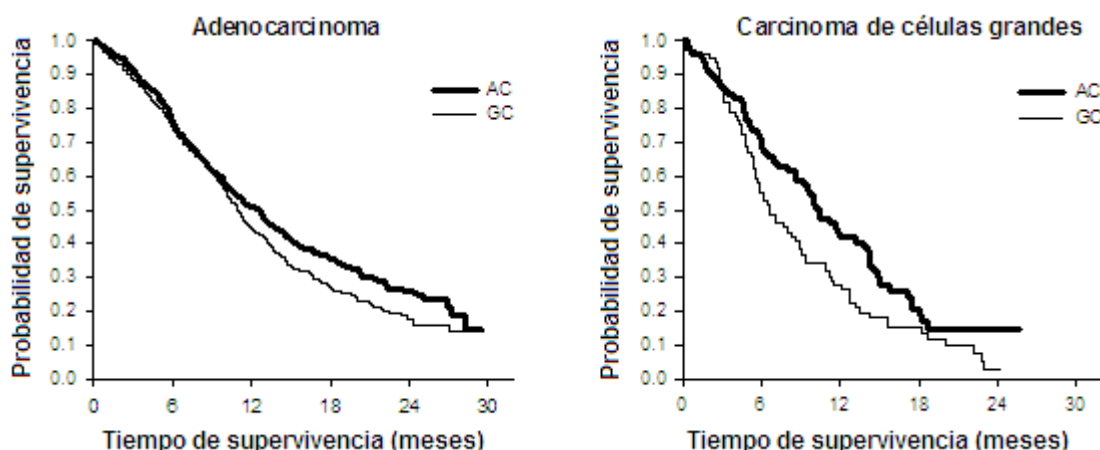 Adenocarcinoma
Probabilidad de supervivencia
1.0
0.9
0.8
0.7
0.6
0.5
0.4
0.3
0.2
0.1
0.0
AC
GC
0 6 12 18 24 30
Tiempo de supervivencia (meses)
Carcinoma de células grandes
Probabilidad de supervivencia
1.0
0.9
0.8
0.7
0.6
0.5
0.4
0.3
0.2
0.1
0.0
AC
GC
0 6 12 18 24 30
Tiempo de supervivencia (meses)